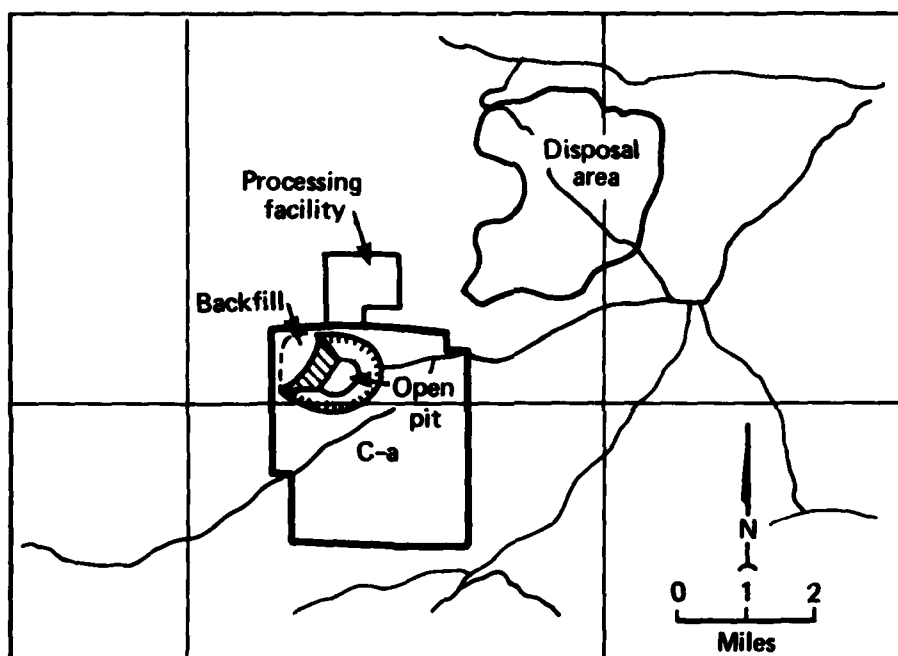 Disposal
area
Processing
facility
Backfill
Open
pit
C-a
N
0 1 2
Miles